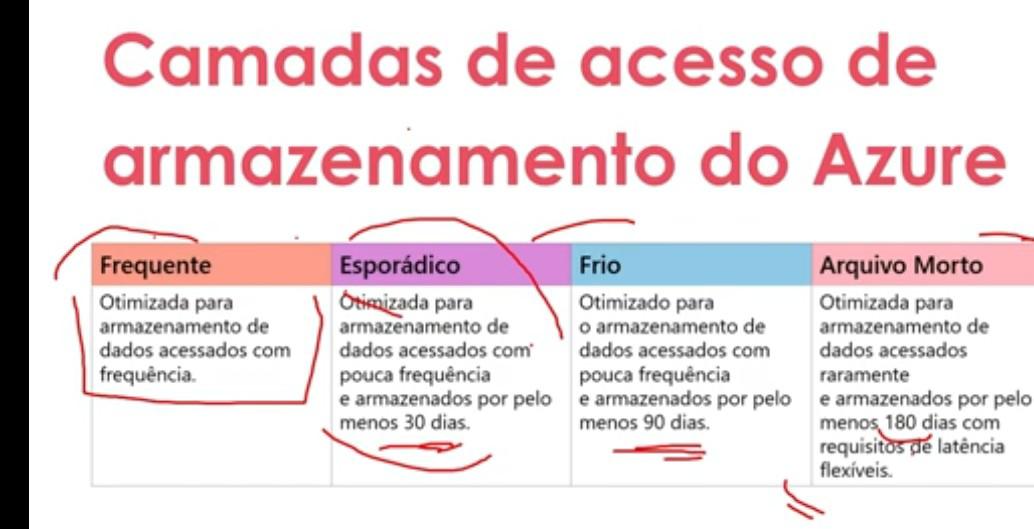 Camadas de acesso de
armazenamento do Azure
Frequente
Otimizada para
armazenamento de
dados acessados com
frequência.
Esporádico
Otimizada para
armazenamento de
dados acessados com
pouca frequência
e armazenados por pelo
menos 30 dias.
Frio
Otimizado para
o armazenamento de
dados acessados com
pouca frequência
e armazenados por pelo
menos 90 dias.
Arquivo Morto
Otimizada para
armazenamento de
dados acessados
raramente
e armazenados por pelo
menos 180 dias com
requisitos de latência
flexíveis.